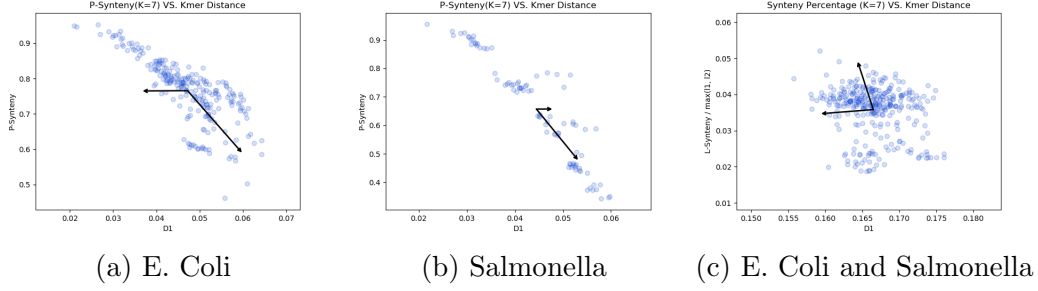 P-Synteny(K=7) VS. Kmer Distance
P-Synteny
0.9
0.8
0.7
0.6
0.5
0.02 0.03 0.04 0.05 0.06 0.07
D1
(a) E. Coli
P-Synteny(K=7) VS. Kmer Distance
P-Synteny
0.9
0.8
0.7
0.6
0.5
0.4
0.02 0.03 0.04 0.05 0.06
D1
(b) Salmonella
Synteny Percentage (K=7) VS. Kmer Distance
L-Synteny / max(l1, l2)
0.06
0.05
0.04
0.03
0.02
0.01
0.150 0.155 0.160 0.165 0.170 0.175 0.180
D1
(c) E. Coli and Salmonella